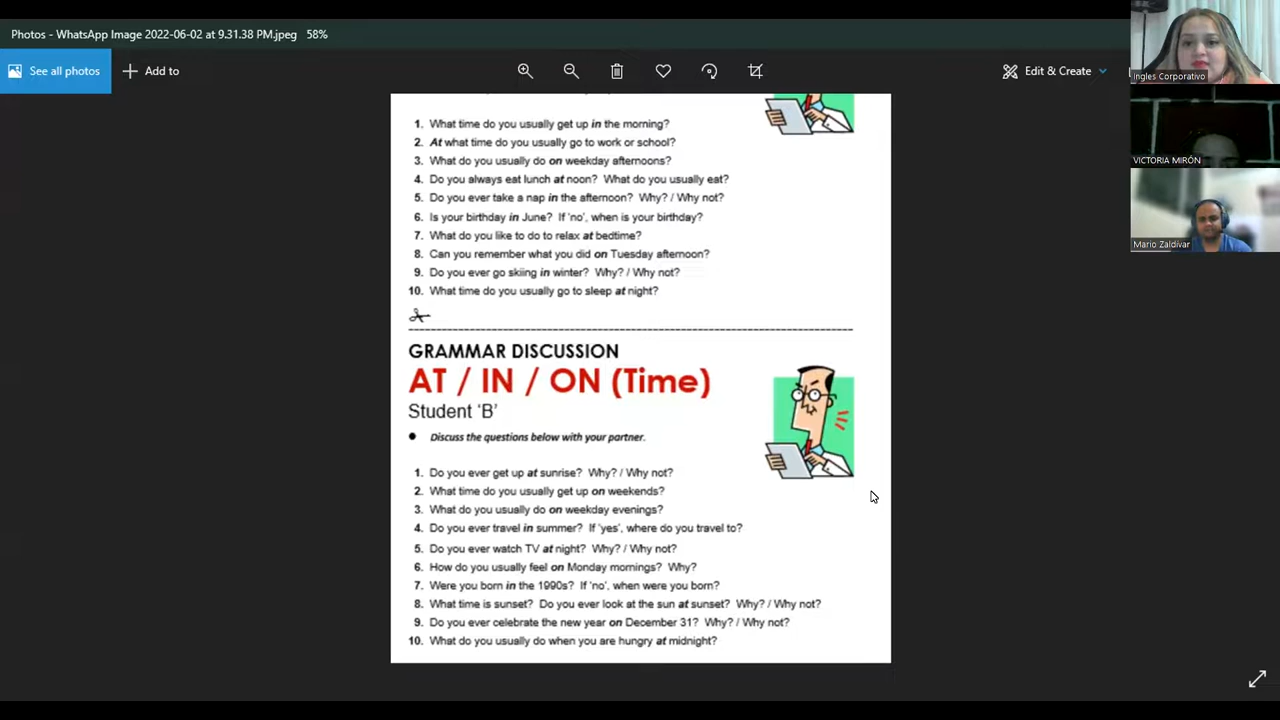 Photos - WhatsApp Image 2022-06-02 at 9.31.38 PM.jpeg 58%
See all photos
Add to
Edit & Create
Ingles Corporativo
VICTORIA MIRÓN
Mario Zaldívar
1. What time do you usually get up in the morning?
2. At what time do you usually go to work or school?
3. What do you usually do on weekday afternoons?
4. Do you always eat lunch at noon? What do you usually eat?
5. Do you ever take a nap in the afternoon? Why? / Why not?
6. Is your birthday in June? If 'no', when is your birthday?
7. What do you like to do to relax at bedtime?
8. Can you remember what you did on Tuesday afternoon?
9. Do you ever go skiing in winter? Why? / Why not?
10. What time do you usually go to sleep at night?
GRAMMAR DISCUSSION
AT / IN / ON (Time)
Student 'B'
● Discuss the questions below with your partner.
1. Do you ever get up at sunrise? Why? / Why not?
2. What time do you usually get up on weekends?
3. What do you usually do on weekday evenings?
4. Do you ever travel in summer? If 'yes', where do you travel to?
5. Do you ever watch TV at night? Why? / Why not?
6. How do you usually feel on Monday mornings? Why?
7. Were you born in the 1990s? If 'no', when were you born?
8. What time is sunset? Do you ever look at the sun at sunset? Why? / Why not?
9. Do you ever celebrate the new year on December 31? Why? / Why not?
10. What do you usually do when you are hungry at midnight?